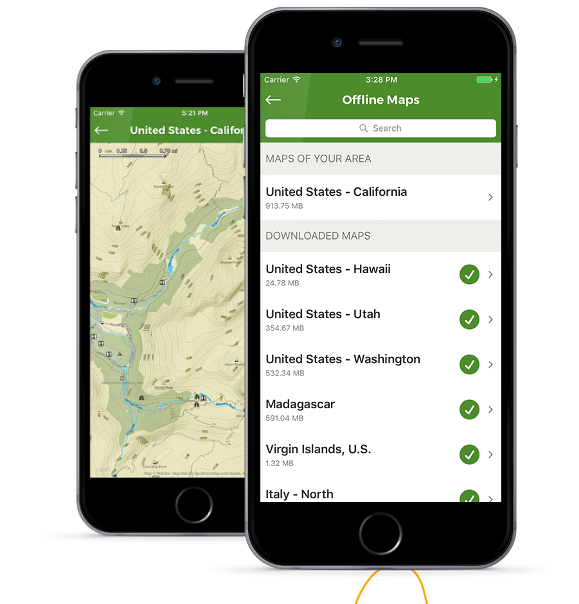 Carrier
5:21 PM
United States - Califor
0 0.25 0.5 0.75 mi
Carrier
3:28 PM
Offline Maps
Search
MAPS OF YOUR AREA
United States - California
913.75 MB
DOWNLOADED MAPS
United States - Hawaii
24.78 MB
United States - Utah
354.67 MB
United States - Washington
532.34 MB
Madagascar
591.04 MB
Virgin Islands, U.S.
1.32 MB
Italy - North